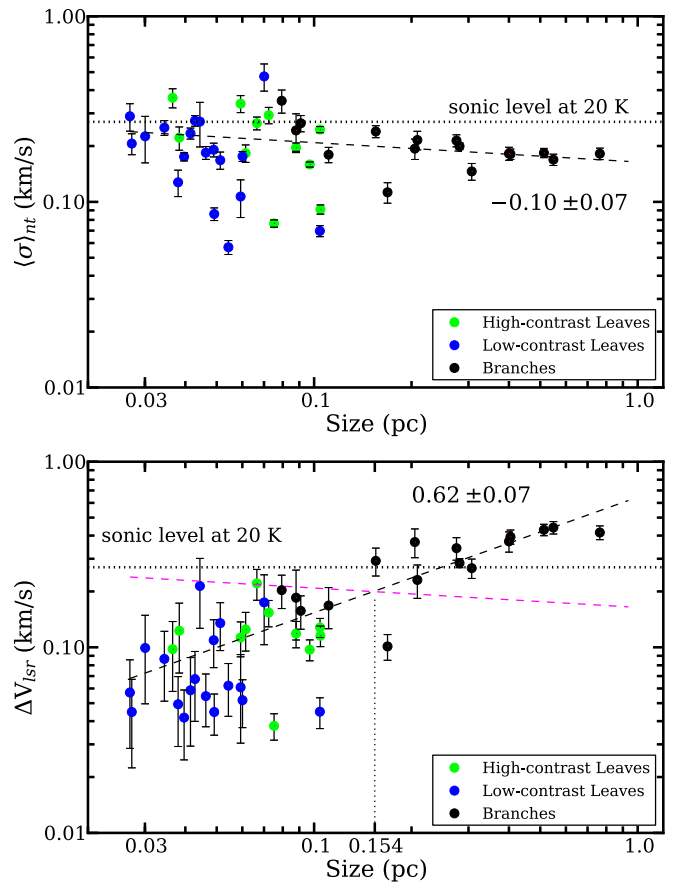 1.00
sonic level at 20 K
0.10
−0.10 ±0.07
⟨σ⟩nt (km/s)
High-contrast Leaves
Low-contrast Leaves
Branches
0.01
0.03
0.1
1.0
Size (pc)
1.00
0.62 ±0.07
sonic level at 20 K
ΔVlsr (km/s)
0.10
High-contrast Leaves
Low-contrast Leaves
Branches
0.01
0.03
0.1
0.154
1.0
Size (pc)